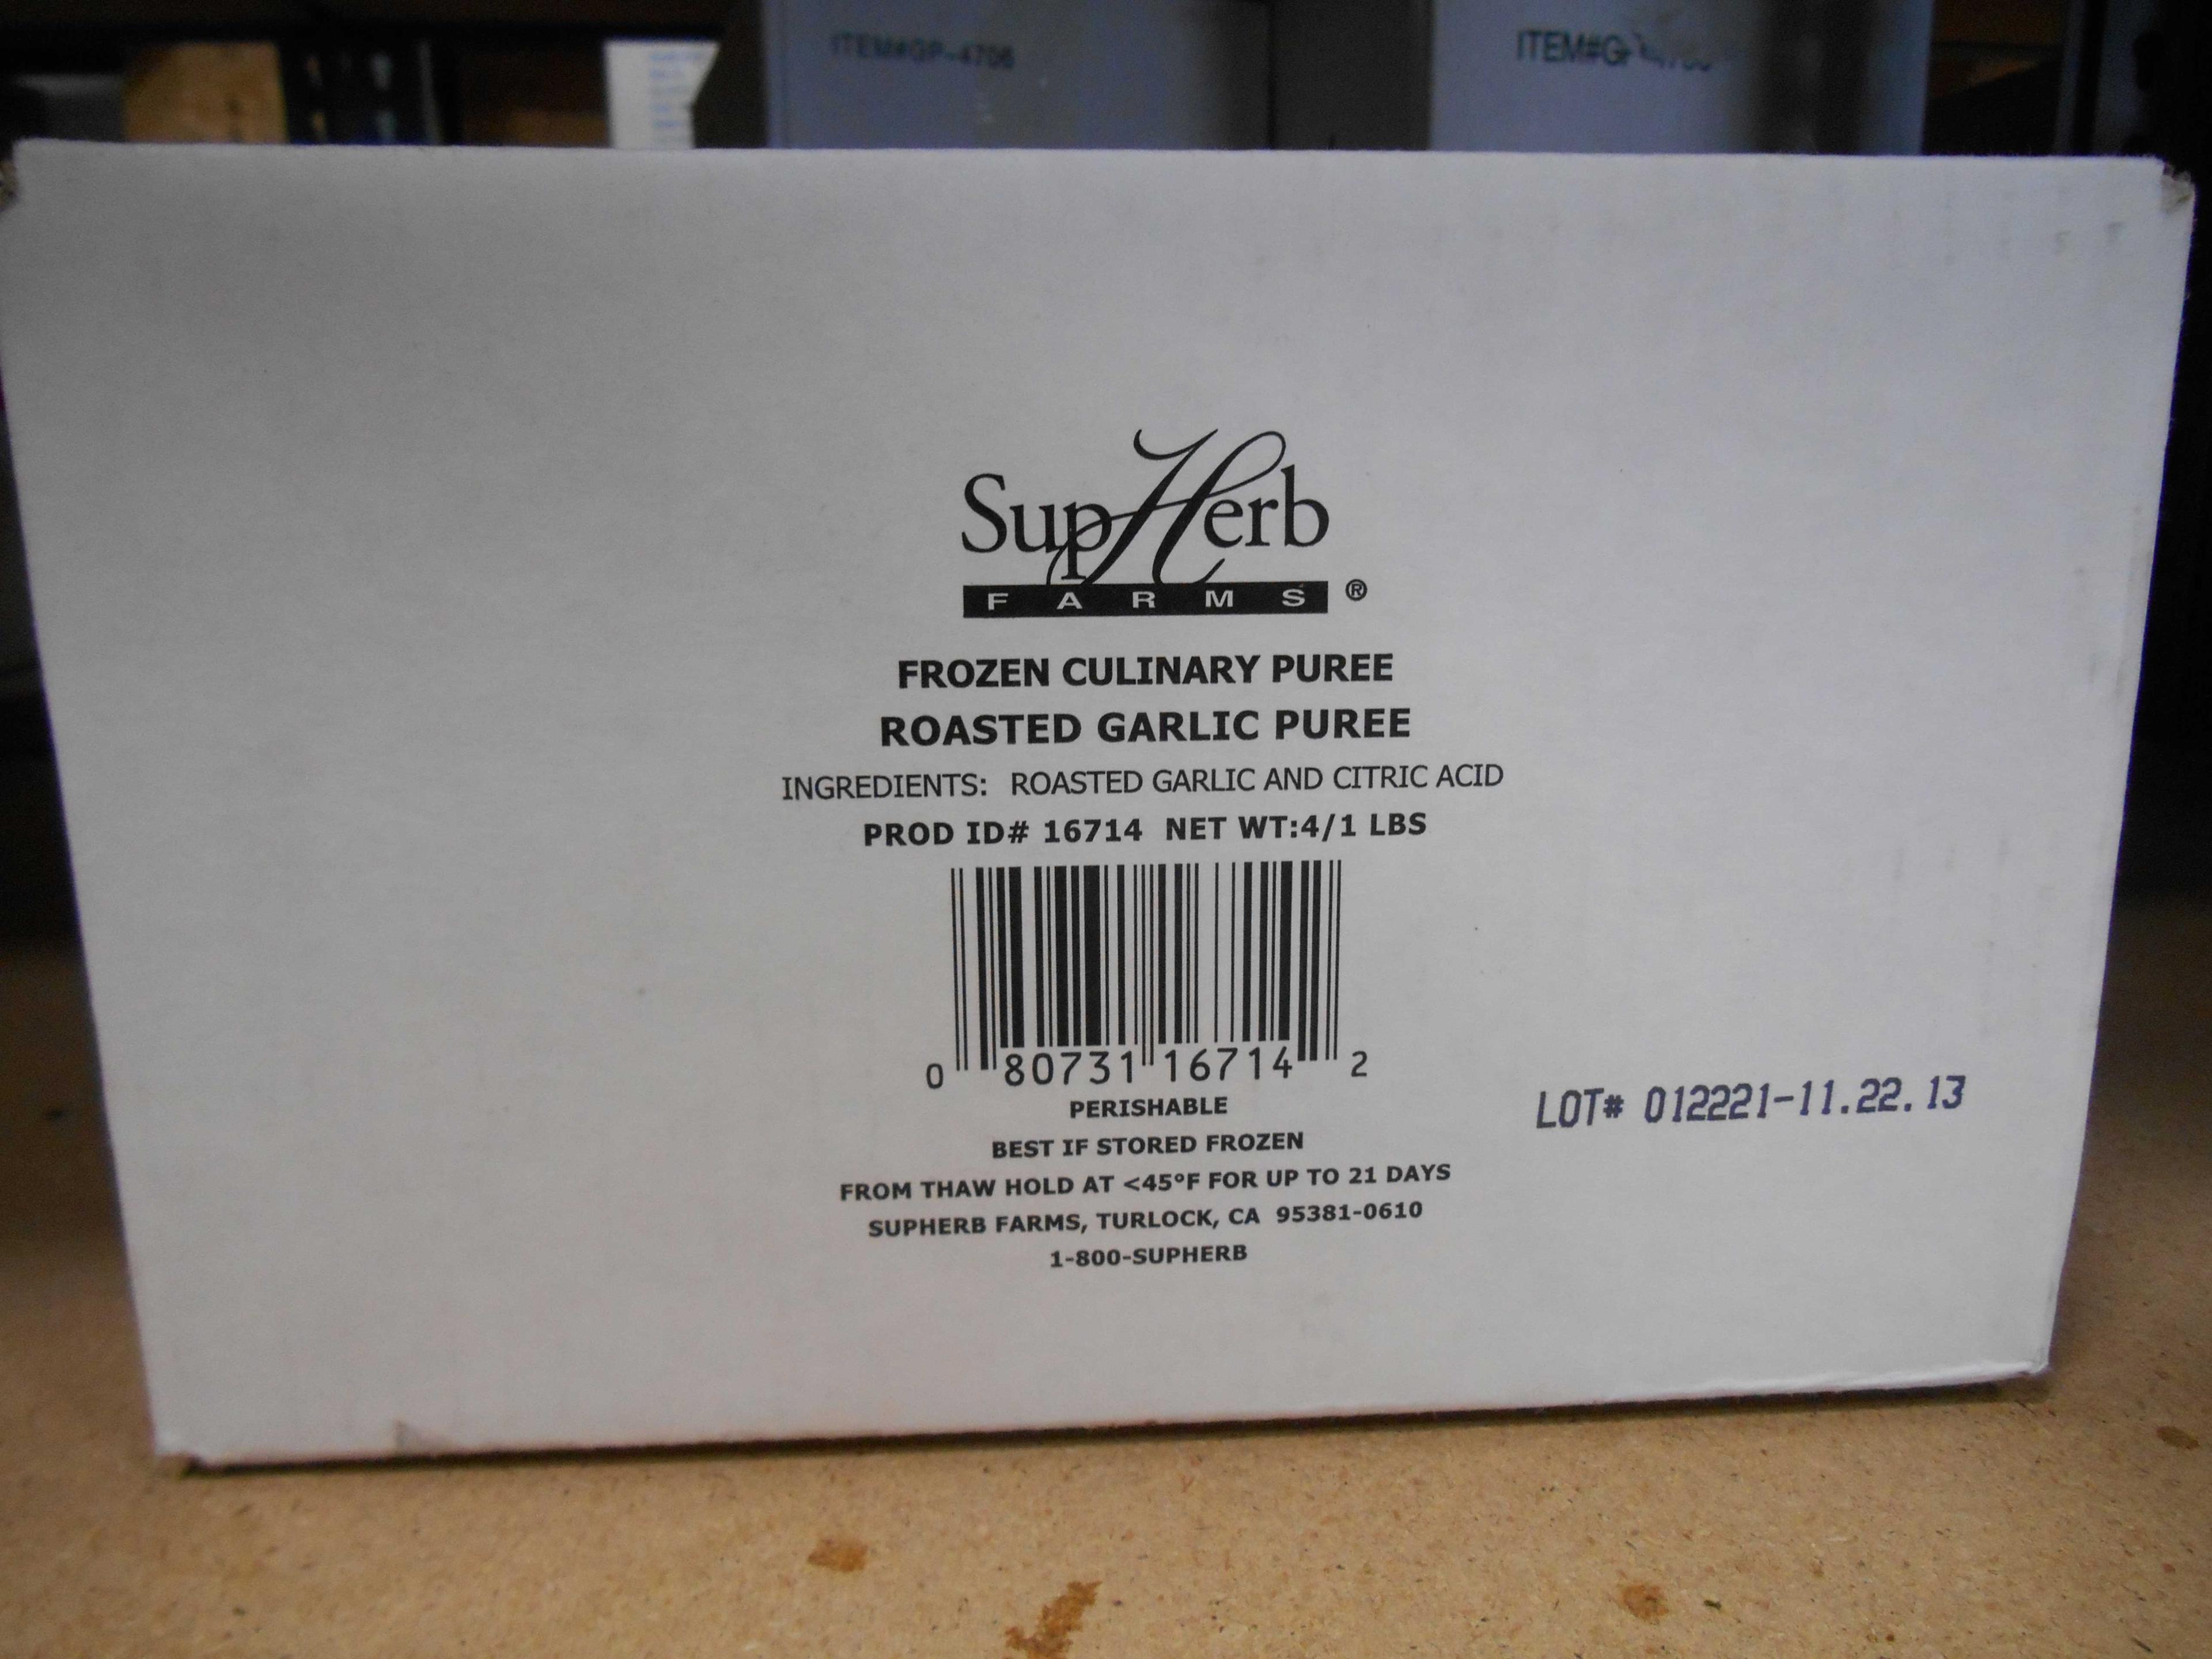 ITEM#GP-4706
SupHerb
FARMS ®
FROZEN CULINARY PUREE
ROASTED GARLIC PUREE
INGREDIENTS: ROASTED GARLIC AND CITRIC ACID
PROD ID# 16714 NET WT:4/1 LBS
0 80731 16714 2
PERISHABLE
BEST IF STORED FROZEN
FROM THAW HOLD AT <45°F FOR UP TO 21 DAYS
SUPHERB FARMS, TURLOCK, CA 95381-0610
1-800-SUPHERB
LOT# 012221-11.22.13